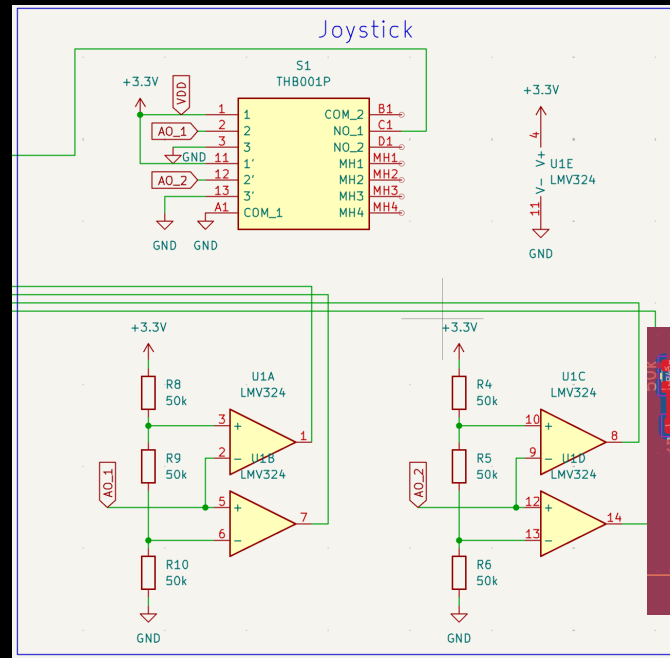 Joystick
S1
THB001P
+3.3V
VDD
1 1
AO_1 2 2
3 3
GND
11 1'
AO_2 12 2'
13 3'
A1 COM_1
COM_2 B1
NO_1 C1
NO_2 D1
MH1 MH1
MH2 MH2
MH3 MH3
MH4 MH4
GND
GND
+3.3V
4
V+
U1E
LMV324
V-
11
GND
+3.3V
R8
50k
R9
50k
R10
50k
GND
AO_1
U1A
LMV324
3 +
2 -
1
U1B
LMV324
5 +
6 -
7
+3.3V
R4
50k
R5
50k
R6
50k
GND
AO_2
U1C
LMV324
10 +
9 -
8
U1D
LMV324
12 +
13 -
14
50k